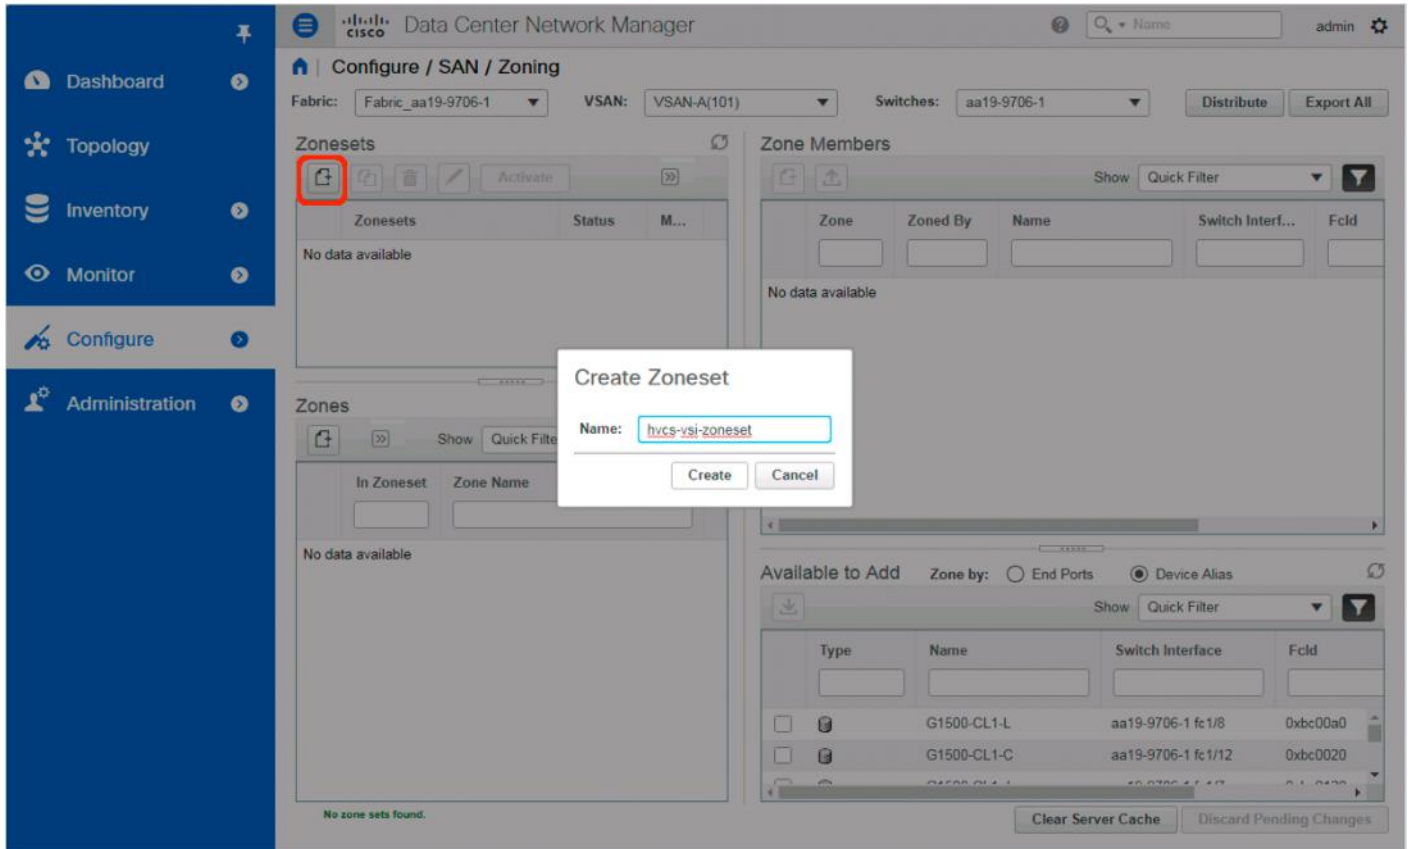 cisco Data Center Network Manager
Name
admin
Configure / SAN / Zoning
Dashboard
Topology
Inventory
Monitor
Configure
Administration
Fabric: Fabric_aa19-9706-1 VSAN: VSAN-A(101) Switches: aa19-9706-1 Distribute Export All
Zonesets
Activate
Zonesets Status M...
No data available
Zones
Show Quick Filte
In Zoneset Zone Name
No data available
No zone sets found.
Create Zoneset
Name: hvcs-vsi-zoneset
Create Cancel
Zone Members
Show Quick Filter
Zone Zoned By Name Switch Interf... FcId
No data available
Available to Add Zone by: End Ports Device Alias
Show Quick Filter
Type Name Switch Interface FcId
G1500-CL1-L aa19-9706-1 fc1/8 0xbc00a0
G1500-CL1-C aa19-9706-1 fc1/12 0xbc0020
Clear Server Cache Discard Pending Changes